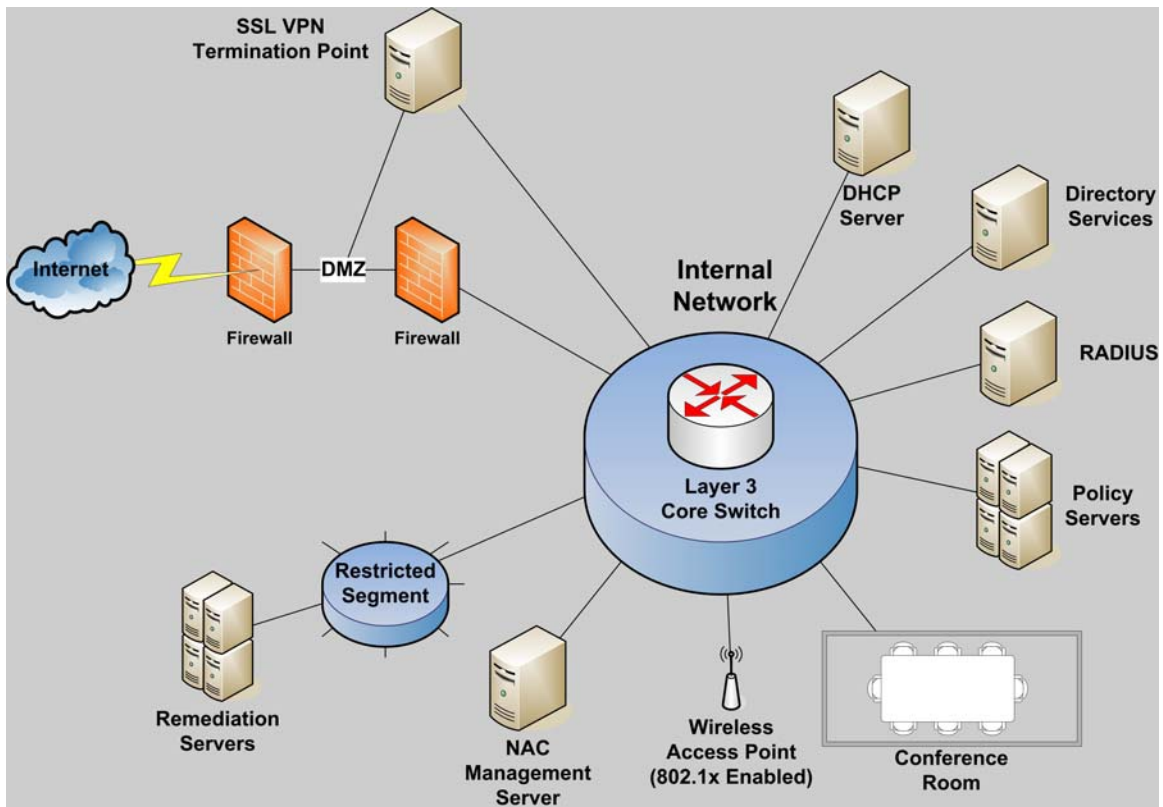 SSL VPN
Termination Point
DHCP
Server
Directory
Services
Internet
DMZ
Firewall
Firewall
Internal
Network
RADIUS
Layer 3
Core Switch
Policy
Servers
Restricted
Segment
Remediation
Servers
NAC
Management
Server
Wireless
Access Point
(802.1x Enabled)
Conference
Room